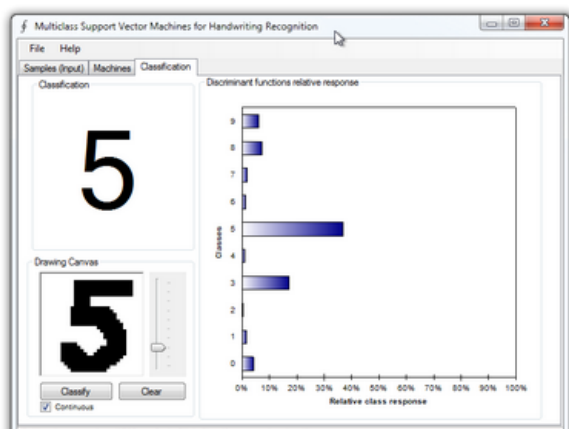 Multiclass Support Vector Machines for Handwriting Recognition
File Help
Samples (Input) Machines Classification
Classification
5
Drawing Canvas
5
Classify Clear
Continuous
Discriminant functions relative response
9
8
7
6
5
4
3
2
1
0
Classes
0% 10% 20% 30% 40% 50% 60% 70% 80% 90% 100%
Relative class response